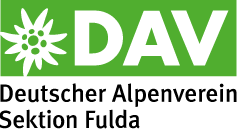 DAV
Deutscher Alpenverein
Sektion Fulda